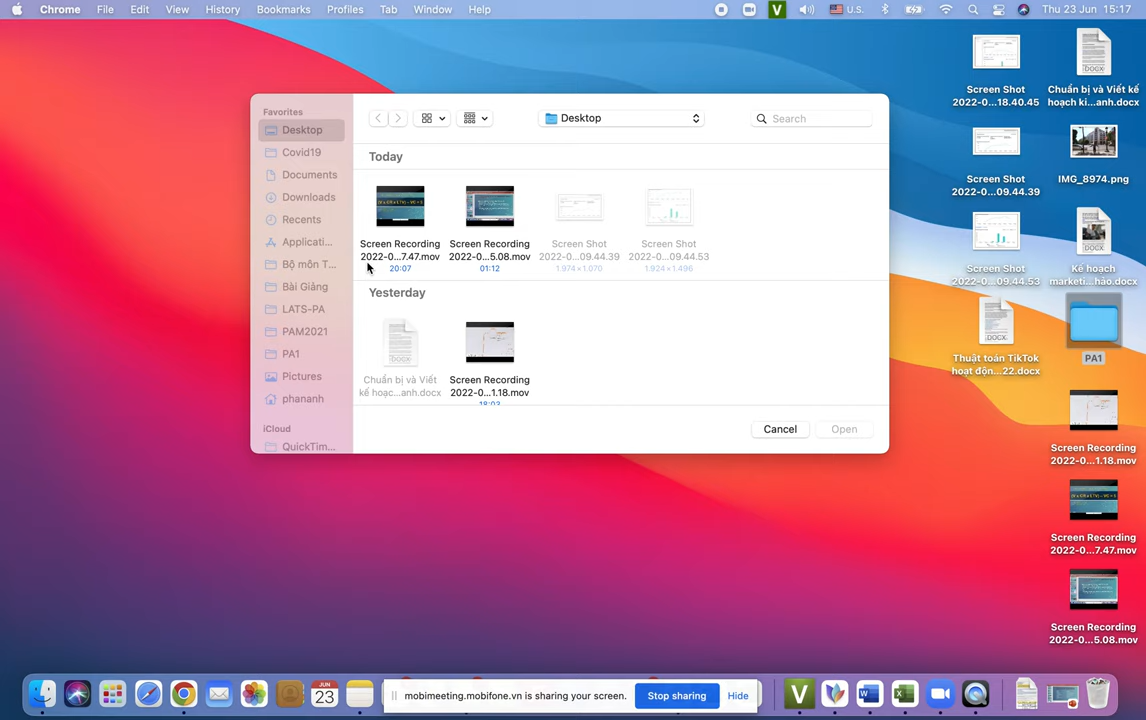 Chrome File Edit View History Bookmarks Profiles Tab Window Help
V U.S. Thu 23 Jun 15:17
Favorites
Desktop
Covid19
Documents
Downloads
Recents
Applicati...
Bộ môn T...
Bài Giảng
LATS-PA
PAM2021
PA1
Pictures
phananh
iCloud
QuickTim...
Desktop
Search
Today
Screen Recording
2022-0...7.47.mov
20:07
Screen Recording
2022-0...5.08.mov
01:12
Screen Shot
2022-0...09.44.39
1.974×1.070
Screen Shot
2022-0...09.44.53
1.924×1.496
Yesterday
Chuẩn bị và Viết
kế hoạc...anh.docx
Screen Recording
2022-0...1.18.mov
18:03
Cancel Open
Screen Shot
2022-0...18.40.45
Chuẩn bị và Viết kế
hoạch ki...anh.docx
Screen Shot
2022-0...09.44.39
IMG_8974.png
Screen Shot
2022-0...09.44.53
DOCX
Kế hoạch
marketi...hảo.docx
DOCX
Thuật toán TikTok
hoạt độn...22.docx
PA1
Screen Recording
2022-0...1.18.mov
Screen Recording
2022-0...7.47.mov
Screen Recording
2022-0...5.08.mov
JUN
23
mobimeeting.mobifone.vn is sharing your screen.
Stop sharing
Hide
V